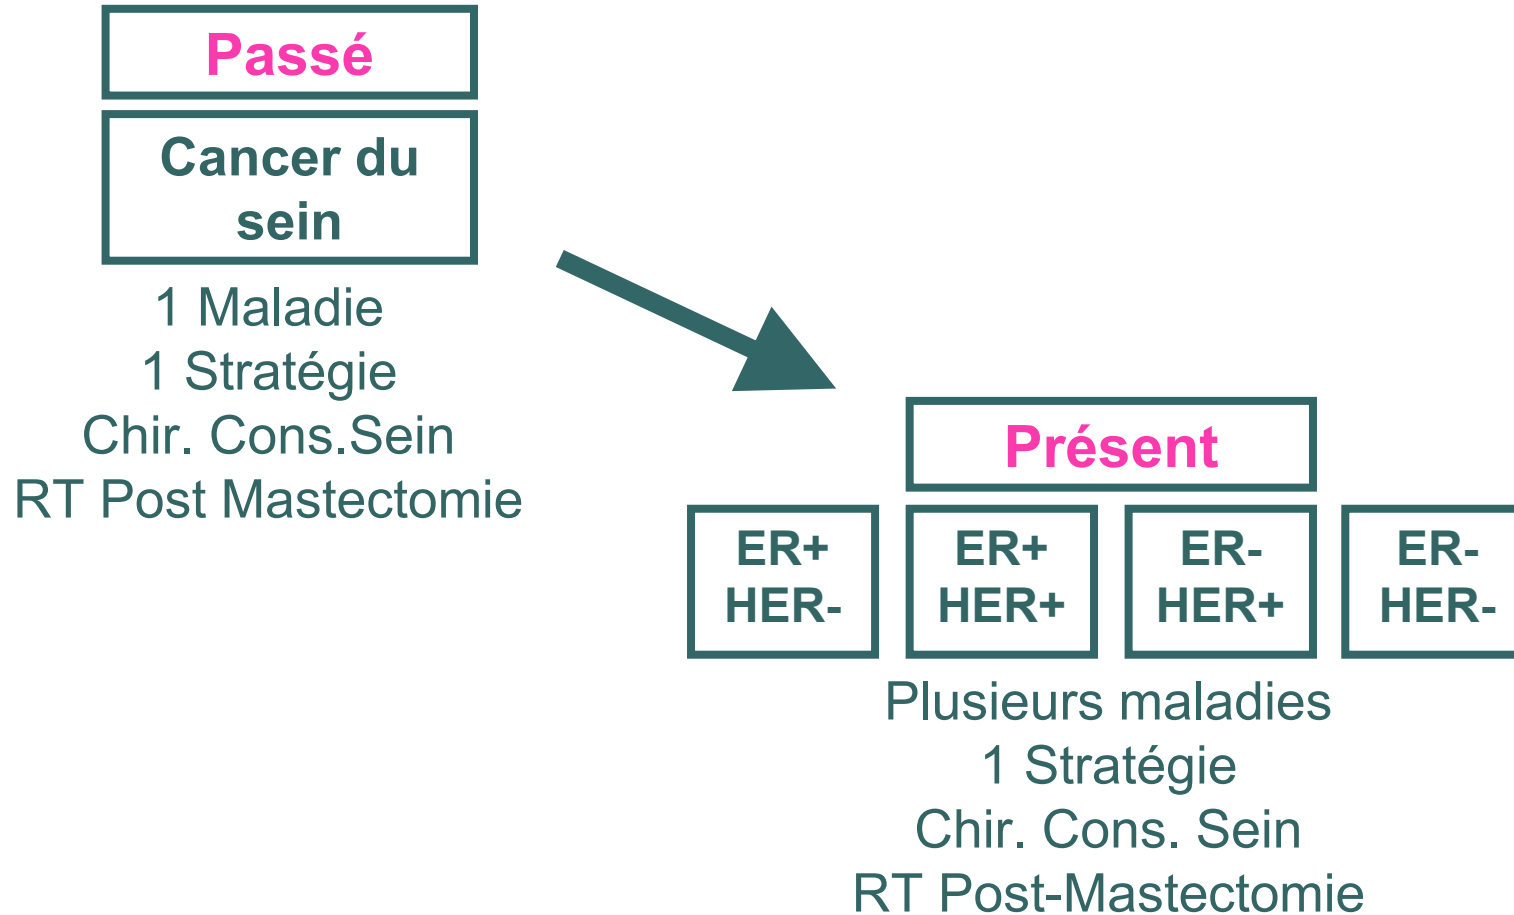 Passé
Cancer du
sein
1 Maladie
1 Stratégie
Chir. Cons.Sein
RT Post Mastectomie
Présent
ER+
HER-
ER+
HER+
ER-
HER+
ER-
HER-
Plusieurs maladies
1 Stratégie
Chir. Cons. Sein
RT Post-Mastectomie